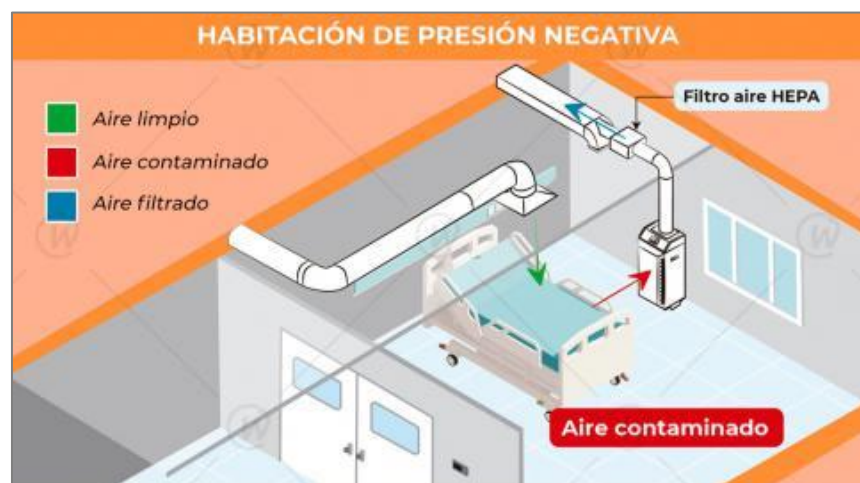 HABITACIÓN DE PRESIÓN NEGATIVA
Filtro aire HEPA
Aire limpio
Aire contaminado
Aire filtrado
Aire contaminado